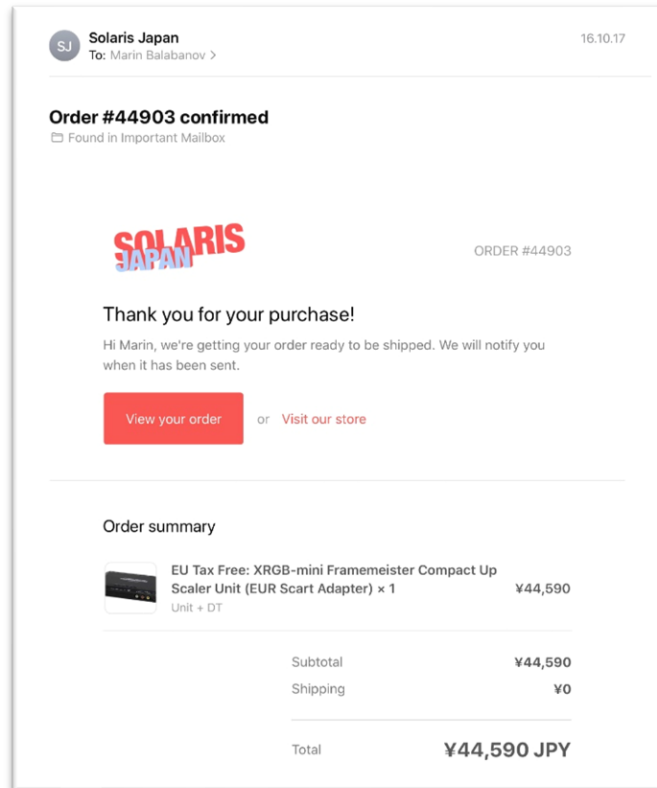 SJ
Solaris Japan
16.10.17
To: Marin Balabanov >
Order #44903 confirmed
Found in Important Mailbox
SOLARIS
JAPAN
ORDER #44903
Thank you for your purchase!
Hi Marin, we're getting your order ready to be shipped. We will notify you
when it has been sent.
View your order or Visit our store
Order summary
EU Tax Free: XRGB-mini Framemeister Compact Up
Scaler Unit (EUR Scart Adapter) × 1 ¥44,590
Unit + DT
Subtotal ¥44,590
Shipping ¥0
Total ¥44,590 JPY